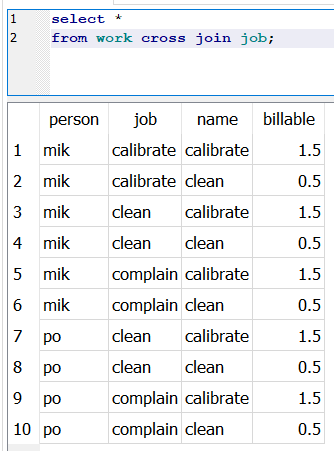 1 select *
2 from work cross join job;
person job name billable
1 mik calibrate calibrate 1.5
2 mik calibrate clean 0.5
3 mik clean calibrate 1.5
4 mik clean clean 0.5
5 mik complain calibrate 1.5
6 mik complain clean 0.5
7 po clean calibrate 1.5
8 po clean clean 0.5
9 po complain calibrate 1.5
10 po complain clean 0.5